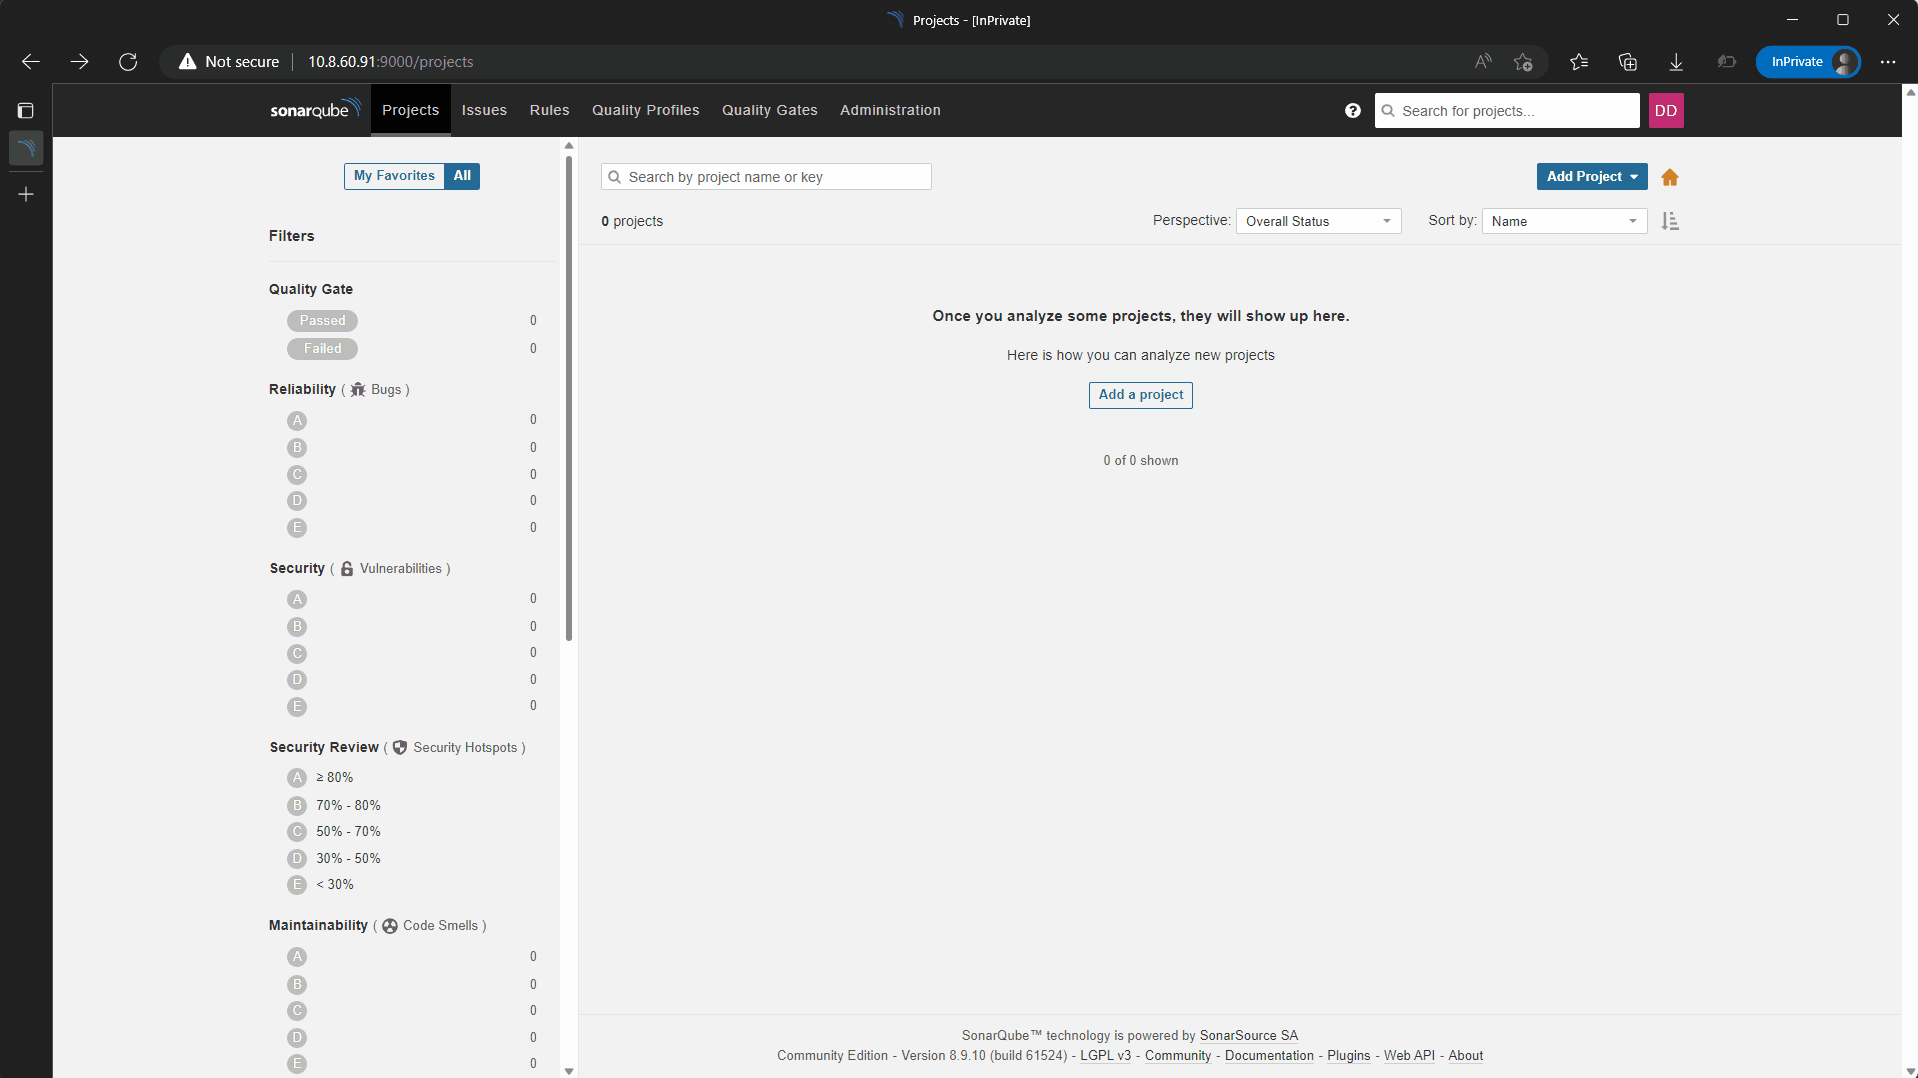 Projects - [InPrivate]
Not secure 10.8.60.91:9000/projects
InPrivate
sonarqube Projects Issues Rules Quality Profiles Quality Gates Administration
Search for projects...
DD
My Favorites All
Filters
Quality Gate
Passed 0
Failed 0
Reliability ( Bugs )
A 0
B 0
C 0
D 0
E 0
Security ( Vulnerabilities )
A 0
B 0
C 0
D 0
E 0
Security Review ( Security Hotspots )
A ≥ 80%
B 70% - 80%
C 50% - 70%
D 30% - 50%
E < 30%
Maintainability ( Code Smells )
A 0
B 0
C 0
D 0
E 0
Search by project name or key
Add Project
0 projects
Perspective: Overall Status
Sort by: Name
Once you analyze some projects, they will show up here.
Here is how you can analyze new projects
Add a project
0 of 0 shown
SonarQube™ technology is powered by SonarSource SA
Community Edition - Version 8.9.10 (build 61524) - LGPL v3 - Community - Documentation - Plugins - Web API - About